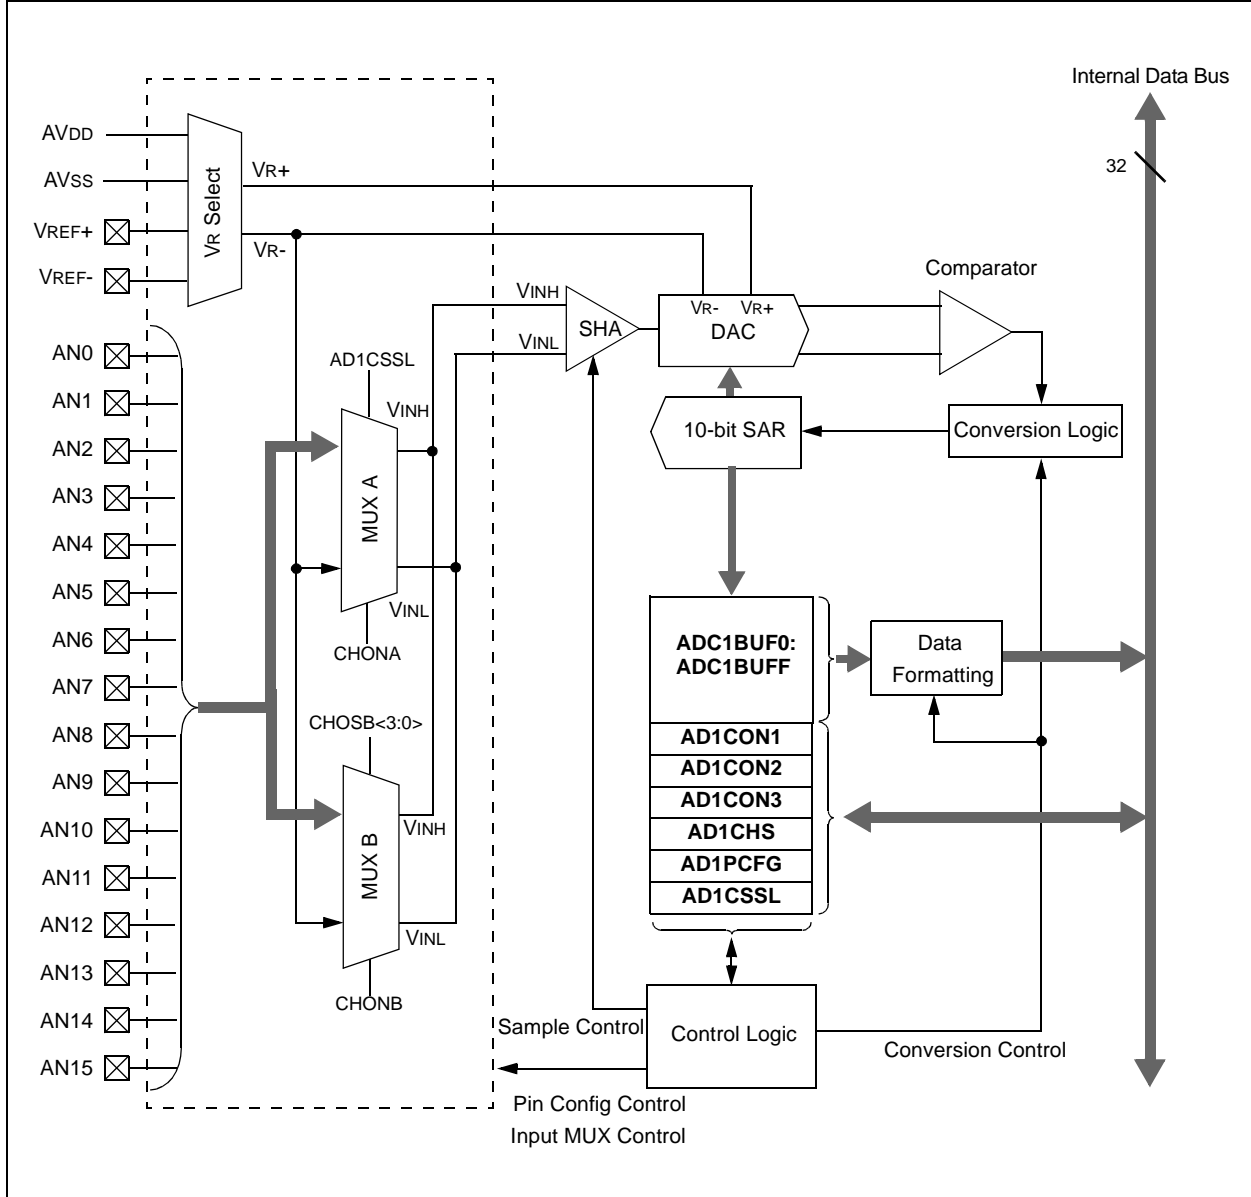 Internal Data Bus
AVDD
AVSS
VREF+
VREF-
VR Select
VR+
VR-
32
Comparator
VINH
VINL
SHA
VR- VR+
DAC
AN0
AN1
AN2
AN3
AN4
AN5
AN6
AN7
AN8
AN9
AN10
AN11
AN12
AN13
AN14
AN15
AD1CSSL
VINH
MUX A
VINL
CHONA
CHOSB<3:0>
VINH
MUX B
VINL
CHONB
10-bit SAR
Conversion Logic
ADC1BUF0:
ADC1BUFF
Data
Formatting
AD1CON1
AD1CON2
AD1CON3
AD1CHS
AD1PCFG
AD1CSSL
Sample Control
Control Logic
Conversion Control
Pin Config Control
Input MUX Control